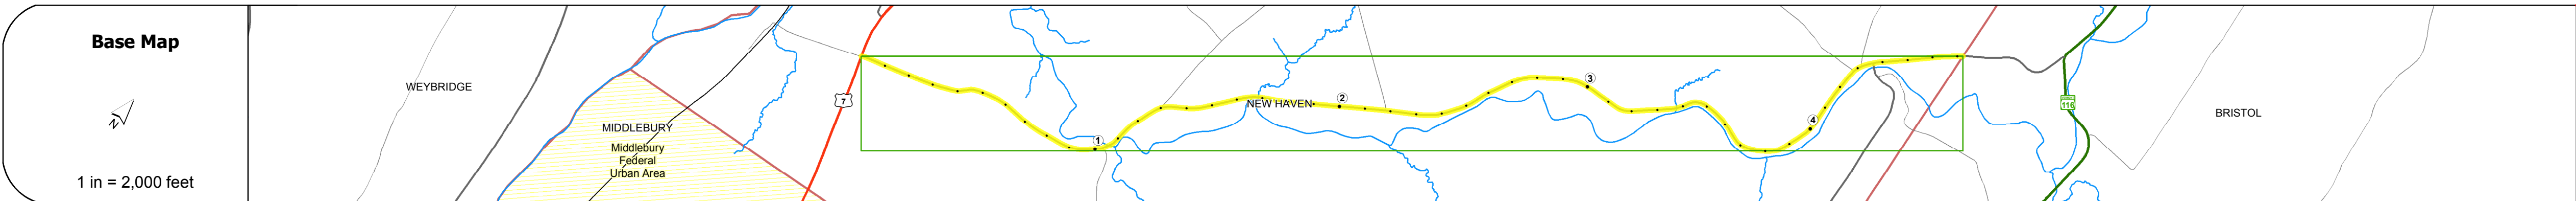 Base Map
N
1 in = 2,000 feet
WEYBRIDGE
MIDDLEBURY
Middlebury
Federal
Urban Area
7
1
NEW HAVEN
2
3
4
116
BRISTOL